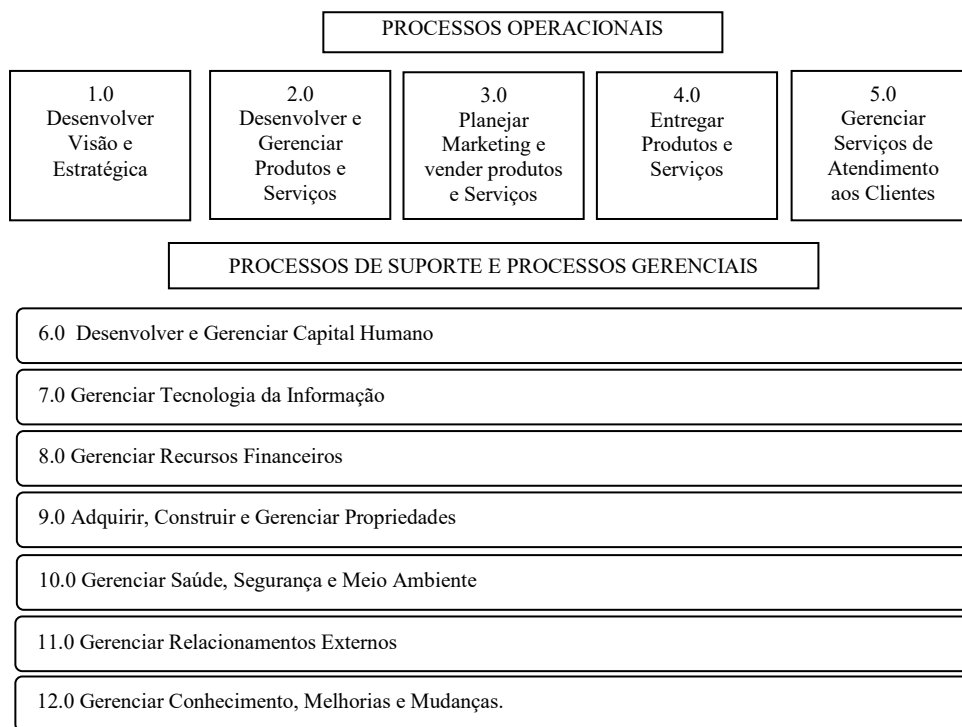 PROCESSOS OPERACIONAIS
1.0
Desenvolver
Visão e
Estratégica
2.0
Desenvolver e
Gerenciar
Produtos e
Serviços
3.0
Planejar
Marketing e
vender produtos
e Serviços
4.0
Entregar
Produtos e
Serviços
5.0
Gerenciar
Serviços de
Atendimento
aos Clientes
PROCESSOS DE SUPORTE E PROCESSOS GERENCIAIS
6.0 Desenvolver e Gerenciar Capital Humano
7.0 Gerenciar Tecnologia da Informação
8.0 Gerenciar Recursos Financeiros
9.0 Adquirir, Construir e Gerenciar Propriedades
10.0 Gerenciar Saúde, Segurança e Meio Ambiente
11.0 Gerenciar Relacionamentos Externos
12.0 Gerenciar Conhecimento, Melhorias e Mudanças.